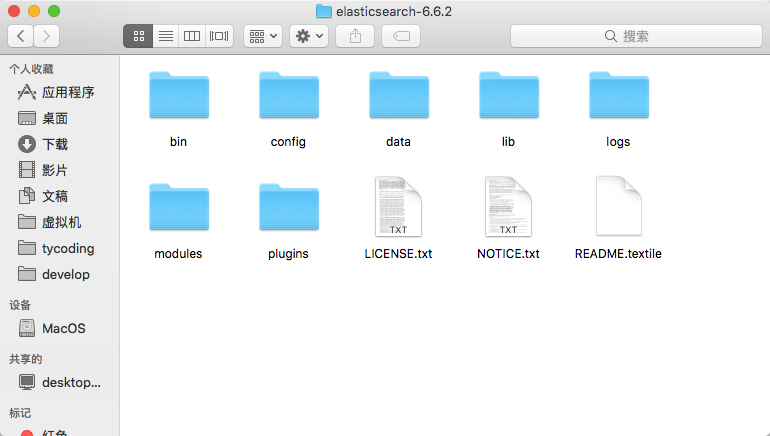 elasticsearch-6.6.2
搜索
个人收藏
应用程序
桌面
下载
影片
文稿
虚拟机
tycoding
develop
设备
MacOS
共享的
desktop...
标记
红色
bin
config
data
lib
logs
modules
plugins
TXT
LICENSE.txt
TXT
NOTICE.txt
README.textile